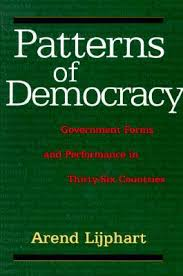 Patterns
of
Democracy
Government Forms
and Performance in
Thirty-Six Countries
Arend Lijphart